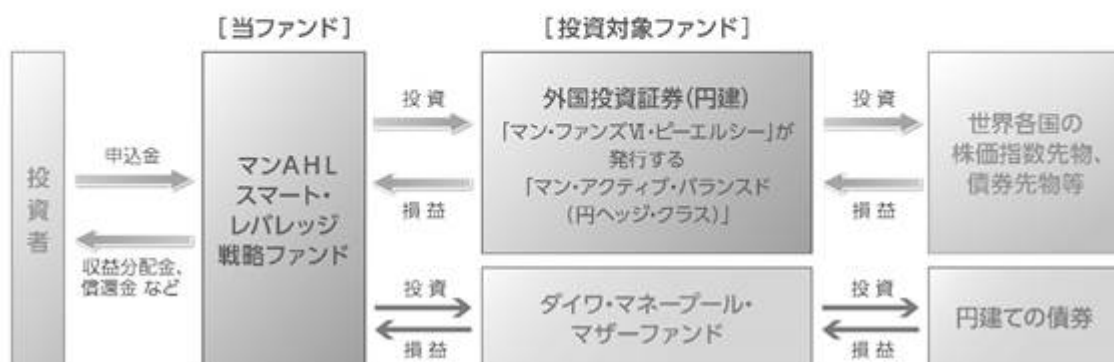 [当ファンド]
[投資対象ファンド]
投資者
申込金
収益分配金、
償還金 など
マンAHL
スマート・
レバレッジ
戦略ファンド
投資
損益
外国投資証券(円建)
「マン・ファンズⅥ・ピーエルシー」が
発行する
「マン・アクティブ・バランスド
(円ヘッジ・クラス)」
投資
損益
世界各国の
株価指数先物、
債券先物等
投資
損益
ダイワ・マネープール・
マザーファンド
投資
損益
円建ての債券